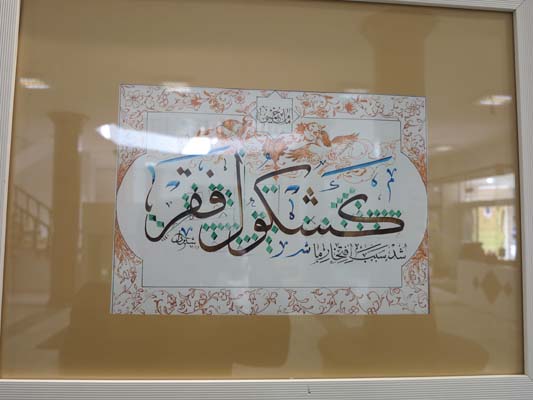 کشکول فقر
شد سبب افتخار ما